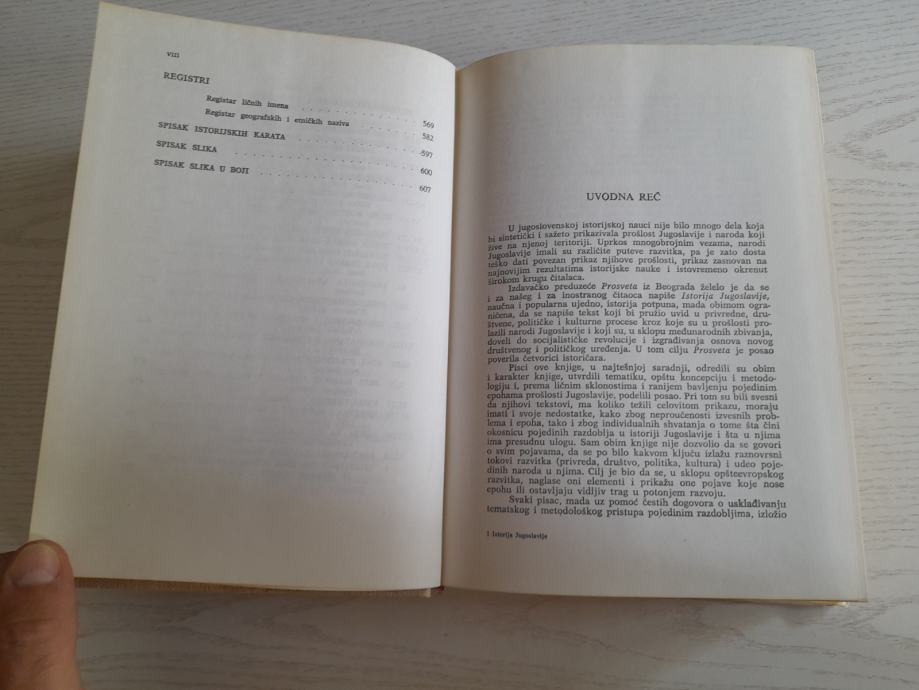 VIII
REGISTRI
Registar ličnih imena . . . . . . . . . . . 569
Registar geografskih i etničkih naziva . . . . 582
SPISAK ISTORIJSKIH KARATA . . . . . . . . . . . 597
SPISAK SLIKA . . . . . . . . . . . . . . . 600
SPISAK SLIKA U BOJI . . . . . . . . . . . . . 607
UVODNA REČ
U jugoslovenskoj istorijskoj nauci nije bilo mnogo dela koja
bi sintetički i sažeto prikazivala prošlost Jugoslavije i naroda koji
žive na njenoj teritoriji. Uprkos mnogobrojnim vezama, narodi
Jugoslavije imali su različite puteve razvitka, pa je zato dosta
teško dati povezan prikaz njihove prošlosti, prikaz zasnovan na
najnovijim rezultatima istorijske nauke i istovremeno okrenut
širokom krugu čitalaca.
Izdavačko preduzeće Prosveta iz Beograda želelo je da se
i za našeg i za inostranog čitaoca napiše Istorija Jugoslavije,
naučna i popularna ujedno, istorija potpuna, mada obimom ogra-
ničena, da se napiše tekst koji bi pružio uvid u privredne, dru-
štvene, političke i kulturne procese kroz koje su u prošlosti pro-
lazili narodi Jugoslavije i koji su, u sklopu međunarodnih zbivanja,
doveli do socijalističke revolucije i izgrađivanja osnova novog
društvenog i političkog uređenja. U tom cilju Prosveta je posao
poverila četvorici istoričara.
Pisci ove knjige, u najtešnjoj saradnji, odredili su obim
i karakter knjige, utvrdili tematiku, opštu koncepciju i metodo-
logiju i, prema ličnim sklonostima i ranijem bavljenju pojedinim
epohama prošlosti Jugoslavije, podelili posao. Pri tom su bili svesni
da njihovi tekstovi, ma koliko težili celovitom prikazu, moraju
imati i svoje nedostatke, kako zbog neproučenosti izvesnih prob-
lema i epoha, tako i zbog individualnih shvatanja o tome šta čini
okosnicu pojedinih razdoblja u istoriji Jugoslavije i šta u njima
ima presudnu ulogu. Sam obim knjige nije dozvolio da se govori
o svim pojavama, da se po bilo kakvom ključu izlažu raznovrsni
tokovi razvitka (privreda, društvo, politika, kultura) i udeo poje-
dinih naroda u njima. Cilj je bio da se, u sklopu opšteevropskog
razvitka, naglase oni elementi i prikažu one pojave koje nose
epohu ili ostavljaju vidljiv trag u potonjem razvoju.
Svaki pisac, mada uz pomoć čestih dogovora o usklađivanju
tematskog i metodološkog pristupa pojedinim razdobljima, izložio
1 Istorija Jugoslavije